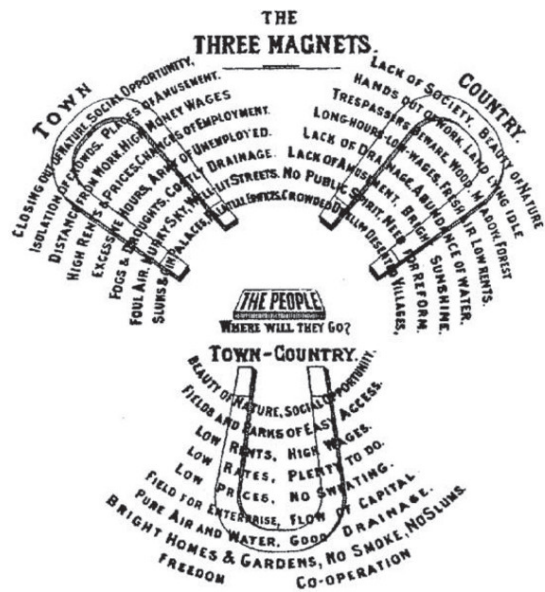 THE
THREE MAGNETS.
TOWN
CLOSING OUT OF NATURE. SOCIAL OPPORTUNITY.
ISOLATION OF CROWDS. PLACES OF AMUSEMENT.
DISTANCE FROM WORK. HIGH MONEY WAGES
HIGH RENTS & PRICES. CHANCES OF EMPLOYMENT.
EXCESSIVE HOURS. ARMY OF UNEMPLOYED.
FOGS & DROUGHTS. COSTLY DRAINAGE.
FOUL AIR. MURKY SKY. WELL-LIT STREETS.
SLUMS & GIN PALACES. PALATIAL EDIFICES.
COUNTRY.
LACK OF SOCIETY. BEAUTY OF NATURE
HANDS OUT OF WORK. LAND LYING IDLE
TRESPASSERS BEWARE. WOOD, MEADOW, FOREST
LONG HOURS-LOW WAGES. FRESH AIR LOW RENTS.
LACK OF DRAINAGE. ABUNDANCE OF WATER.
LACK OF AMUSEMENT. BRIGHT SUNSHINE.
NO PUBLIC SPIRIT. NEED FOR REFORM.
CROWDED DWELLINGS DESERTED VILLAGES,
THE PEOPLE
WHERE WILL THEY GO?
TOWN-COUNTRY.
BEAUTY OF NATURE, SOCIAL OPPORTUNITY.
FIELDS AND PARKS OF EASY ACCESS.
LOW RENTS, HIGH WAGES.
LOW RATES, PLENTY TO DO.
LOW PRICES, NO SWEATING.
FIELD FOR ENTERPRISE, FLOW OF CAPITAL
PURE AIR AND WATER, GOOD DRAINAGE.
BRIGHT HOMES & GARDENS, NO SMOKE, NO SLUMS.
FREEDOM CO-OPERATION